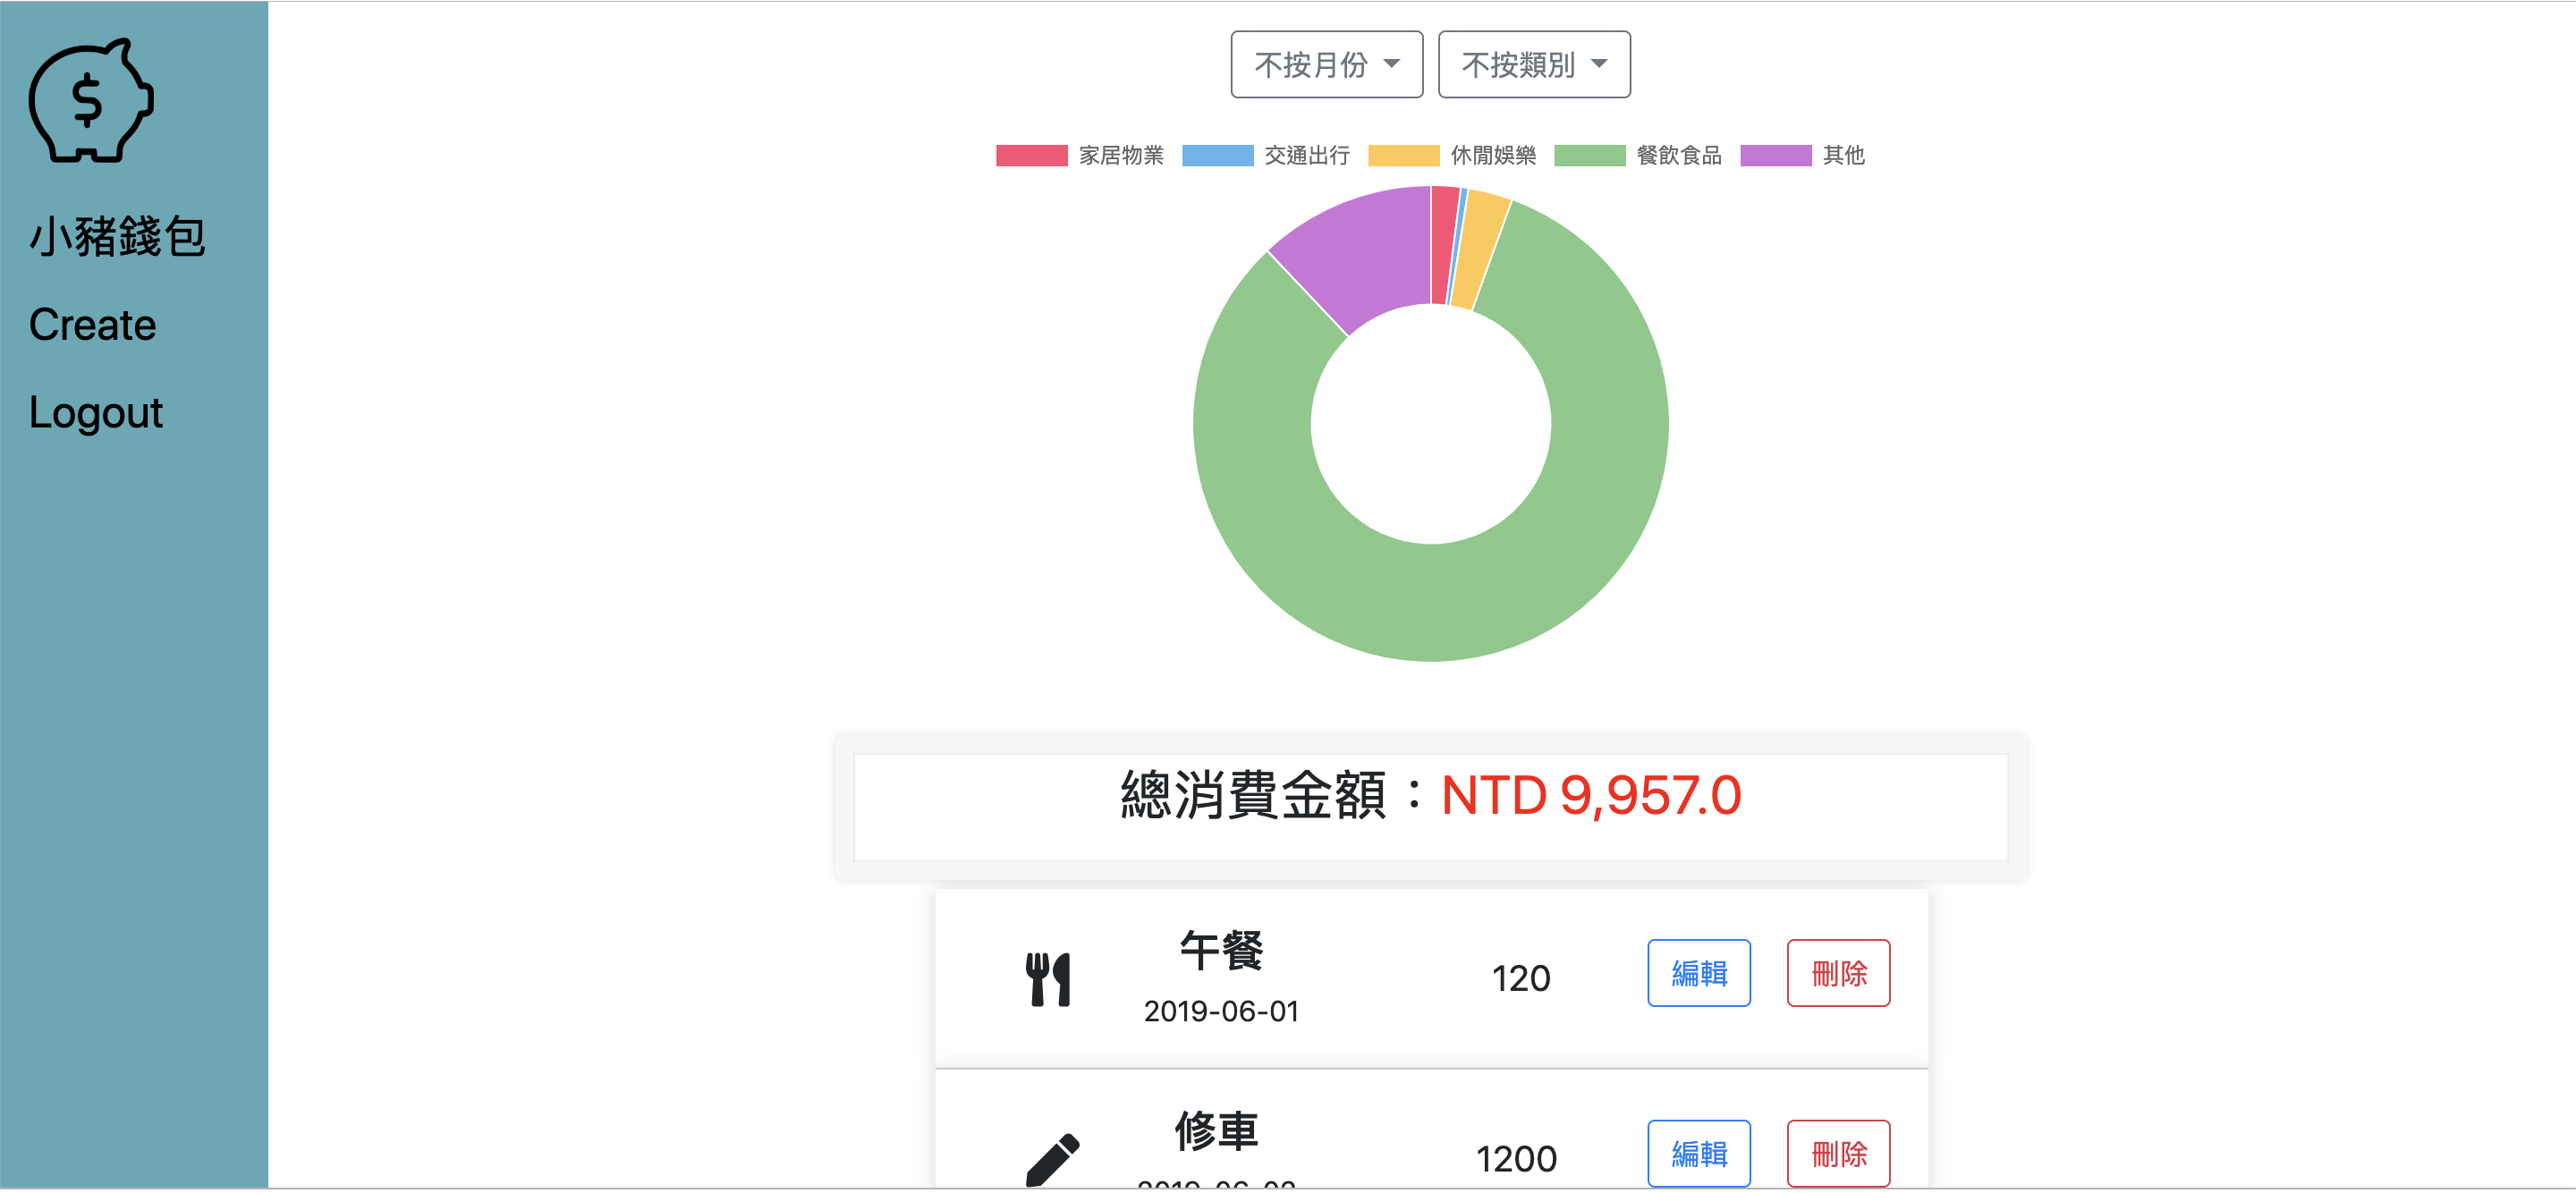 $
小豬錢包
Create
Logout
不按月份 不按類別
家居物業 交通出行 休閒娛樂 餐飲食品 其他
總消費金額：NTD 9,957.0
午餐
2019-06-01
120 編輯 刪除
修車
1200 編輯 刪除